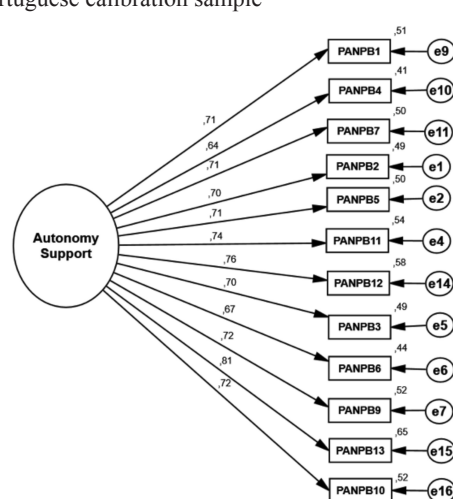 rtuguese calibration sample
,51
PANPB1
e9
,41
PANPB4
e10
,71
,50
PANPB7
e11
,64
,49
,71
PANPB2
e1
,70
,50
PANPB5
e2
,71
,54
Autonomy
Support
,74
PANPB11
e4
,76
,58
PANPB12
e14
,70
,49
PANPB3
e5
,67
,44
PANPB6
e6
,72
,52
PANPB9
e7
,81
,65
PANPB13
e15
,72
,52
PANPB10
e16